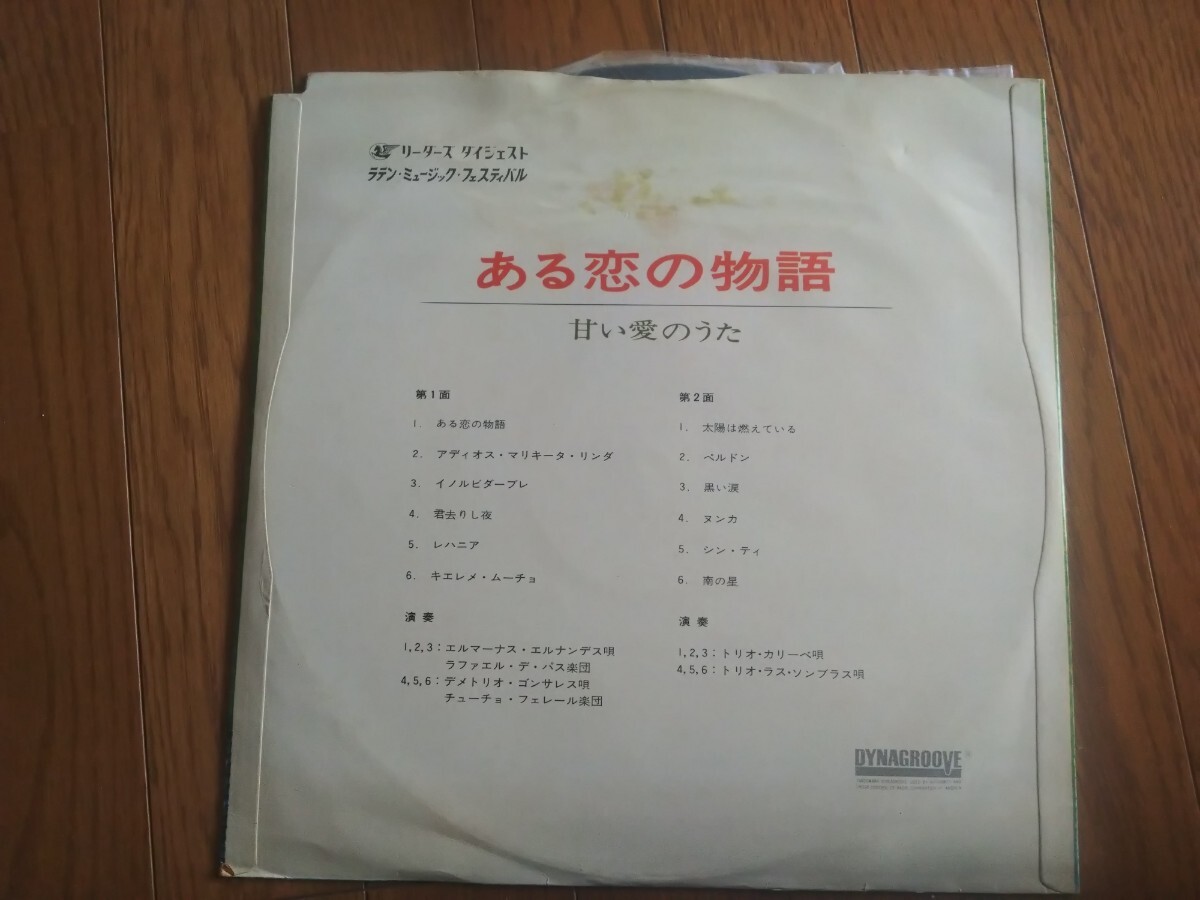 リーダーズ ダイジェスト
ラテン・ミュージック・フェスティバル
ある恋の物語
甘い愛のうた
第1面
1. ある恋の物語
2. アディオス・マリキータ・リンダ
3. イノルビダーブレ
4. 君去りし夜
5. レハニア
6. キエレメ・ムーチョ
演奏
1,2,3：エルマーナス・エルナンデス唄
ラファエル・デ・パス楽団
4,5,6：デメトリオ・ゴンサレス唄
チューチョ・フェレール楽団
第2面
1. 太陽は燃えている
2. ペルドン
3. 黒い涙
4. ヌンカ
5. シン・ティ
6. 南の星
演奏
1,2,3：トリオ・カリーベ唄
4,5,6：トリオ・ラス・ソンブラス唄
DYNAGROOVE